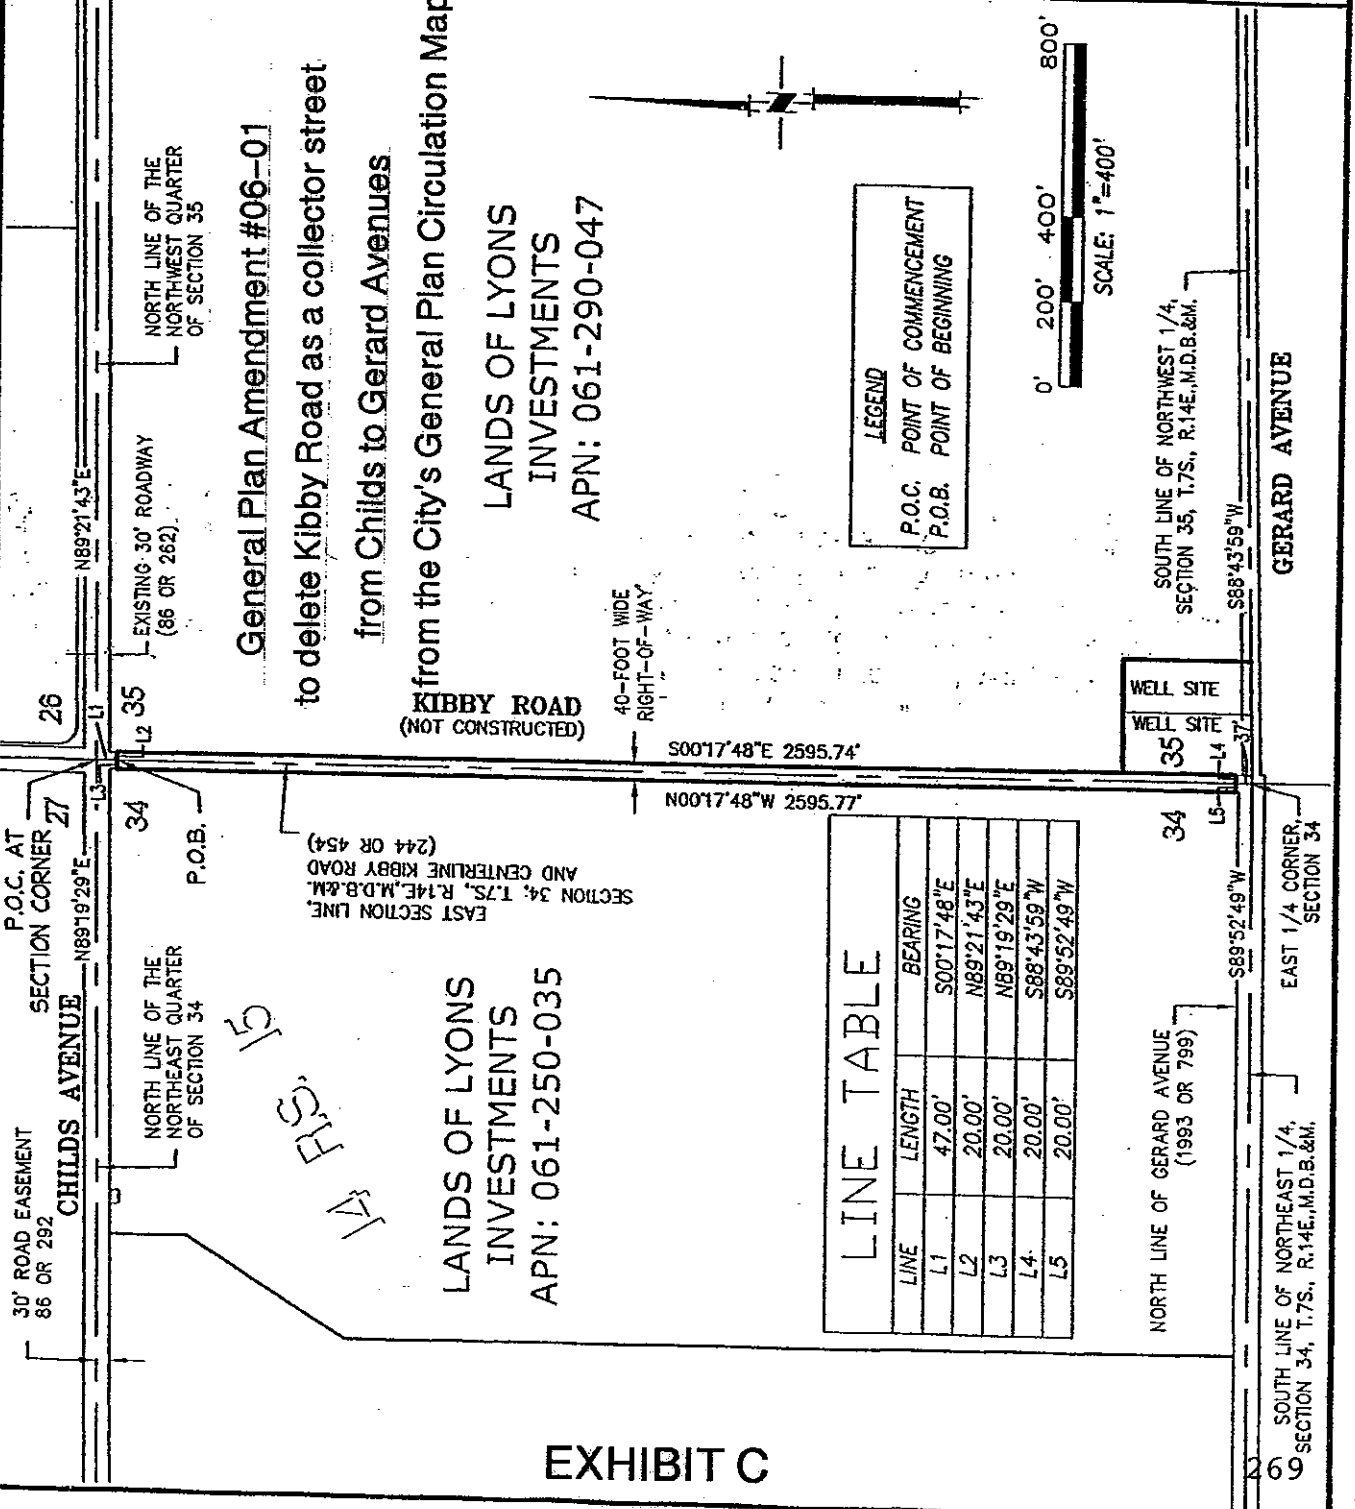 30' ROAD EASEMENT
86 OR 292
CHILDS AVENUE
P.O.C. AT
SECTION CORNER
N89°19'29"E
27
26
34
35
L3
L1
L2
N89°21'43"E
NORTH LINE OF THE
NORTHEAST QUARTER
OF SECTION 34
P.O.B.
EXISTING 30' ROADWAY
(86 OR 262)
NORTH LINE OF THE
NORTHWEST QUARTER
OF SECTION 35
General Plan Amendment #06-01
to delete Kibby Road as a collector street
from Childs to Gerard Avenues
from the City's General Plan Circulation Map
KIBBY ROAD
(NOT CONSTRUCTED)
LANDS OF LYONS
INVESTMENTS
APN: 061-290-047
40-FOOT WIDE
RIGHT-OF-WAY
S00°17'48"E 2595.74'
N00°17'48"W 2595.77'
EAST SECTION LINE,
SECTION 34; T.7S., R.14E.,M.D.B.&M.
AND CENTERLINE KIBBY ROAD
(244 OR 454)
LANDS OF LYONS
INVESTMENTS
APN: 061-250-035
LEGEND
P.O.C. POINT OF COMMENCEMENT
P.O.B. POINT OF BEGINNING
0' 200' 400' 800'
SCALE: 1"=400'
LINE TABLE
LINE LENGTH BEARING
L1 47.00' S00°17'48"E
L2 20.00' N89°21'43"E
L3 20.00' N89°19'29"E
L4 20.00' S88°43'59"W
L5 20.00' S89°52'49"W
WELL SITE
WELL SITE
34
35
L5
L4
37'
NORTH LINE OF GERARD AVENUE
(1993 OR 799)
S89°52'49"W
S88°43'59"W
SOUTH LINE OF NORTHWEST 1/4,
SECTION 35, T.7S., R.14E.,M.D.B.&M.
EAST 1/4 CORNER,
SECTION 34
GERARD AVENUE
SOUTH LINE OF NORTHEAST 1/4,
SECTION 34, T.7S., R.14E.,M.D.B.&M.
EXHIBIT C
269